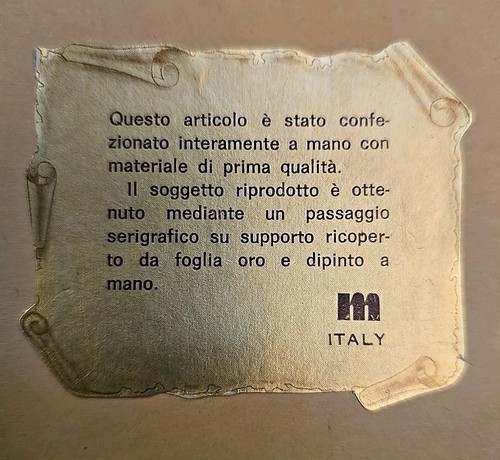 Questo articolo è stato confe-
zionato interamente a mano con
materiale di prima qualità.
Il soggetto riprodotto è otte-
nuto mediante un passaggio
serigrafico su supporto ricoper-
to da foglia oro e dipinto a
mano.
m
ITALY